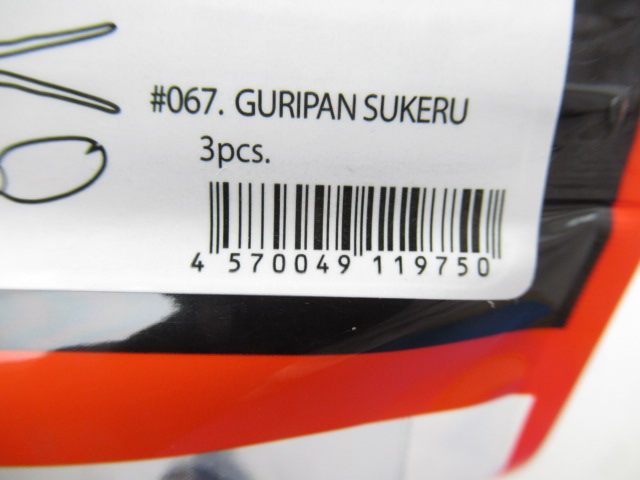 #067. GURIPAN SUKERU
3pcs.
4 570049 119750